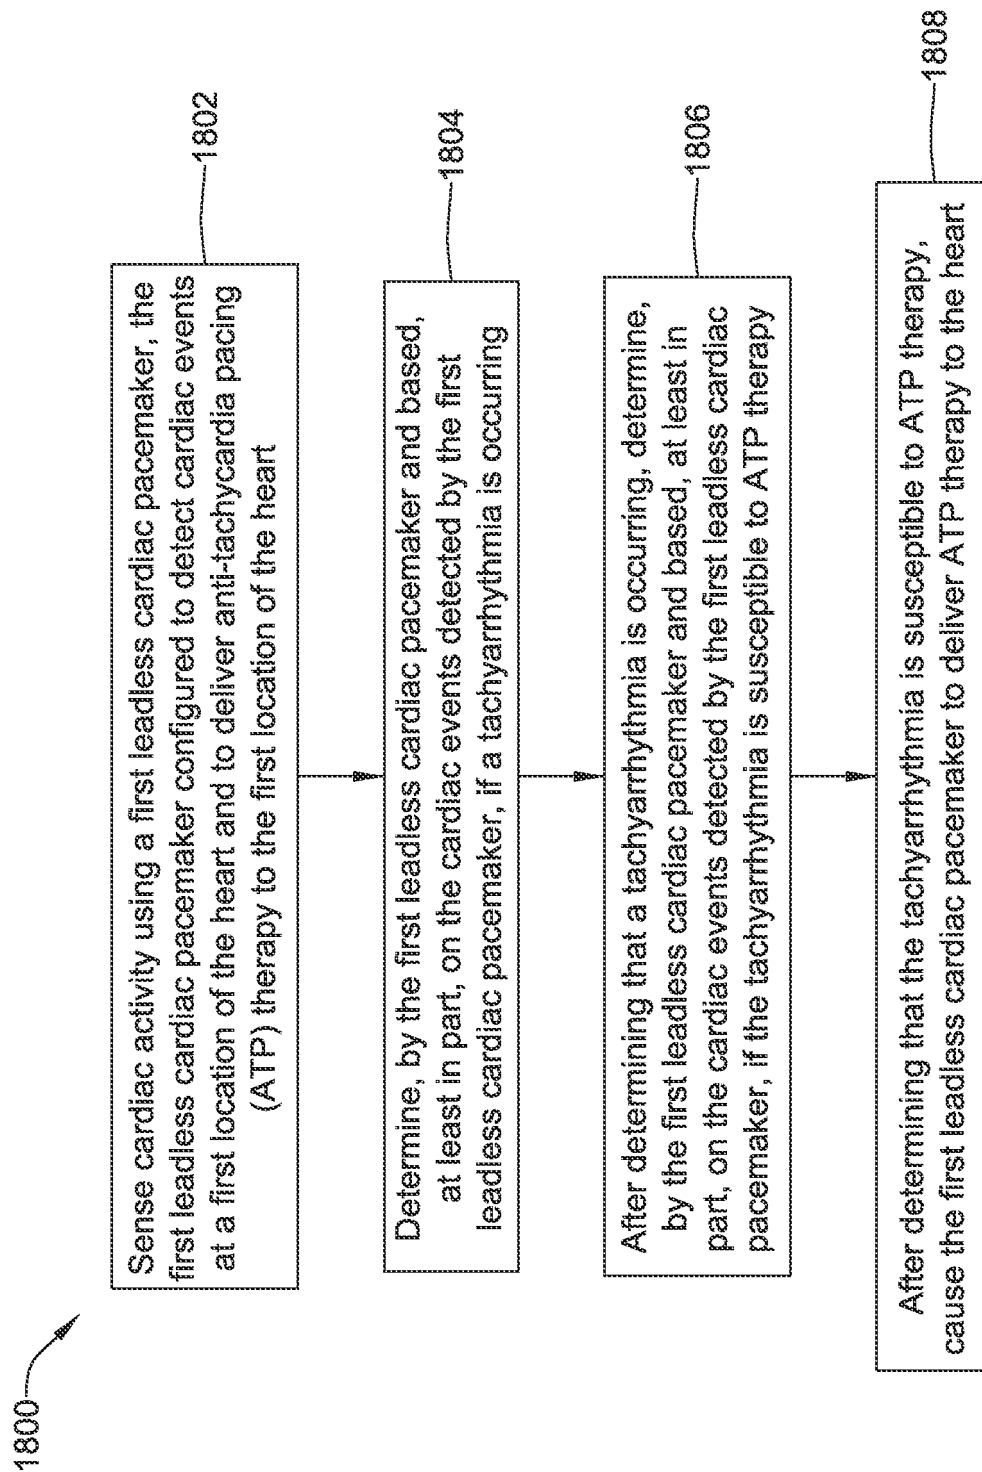 1800
1802
Sense cardiac activity using a first leadless cardiac pacemaker, the
first leadless cardiac pacemaker configured to detect cardiac events
at a first location of the heart and to deliver anti-tachycardia pacing
(ATP) therapy to the first location of the heart
1804
Determine, by the first leadless cardiac pacemaker and based,
at least in part, on the cardiac events detected by the first
leadless cardiac pacemaker, if a tachyarrhythmia is occurring
1806
After determining that a tachyarrhythmia is occurring, determine,
by the first leadless cardiac pacemaker and based, at least in
part, on the cardiac events detected by the first leadless cardiac
pacemaker, if the tachyarrhythmia is susceptible to ATP therapy
1808
After determining that the tachyarrhythmia is susceptible to ATP therapy,
cause the first leadless cardiac pacemaker to deliver ATP therapy to the heart